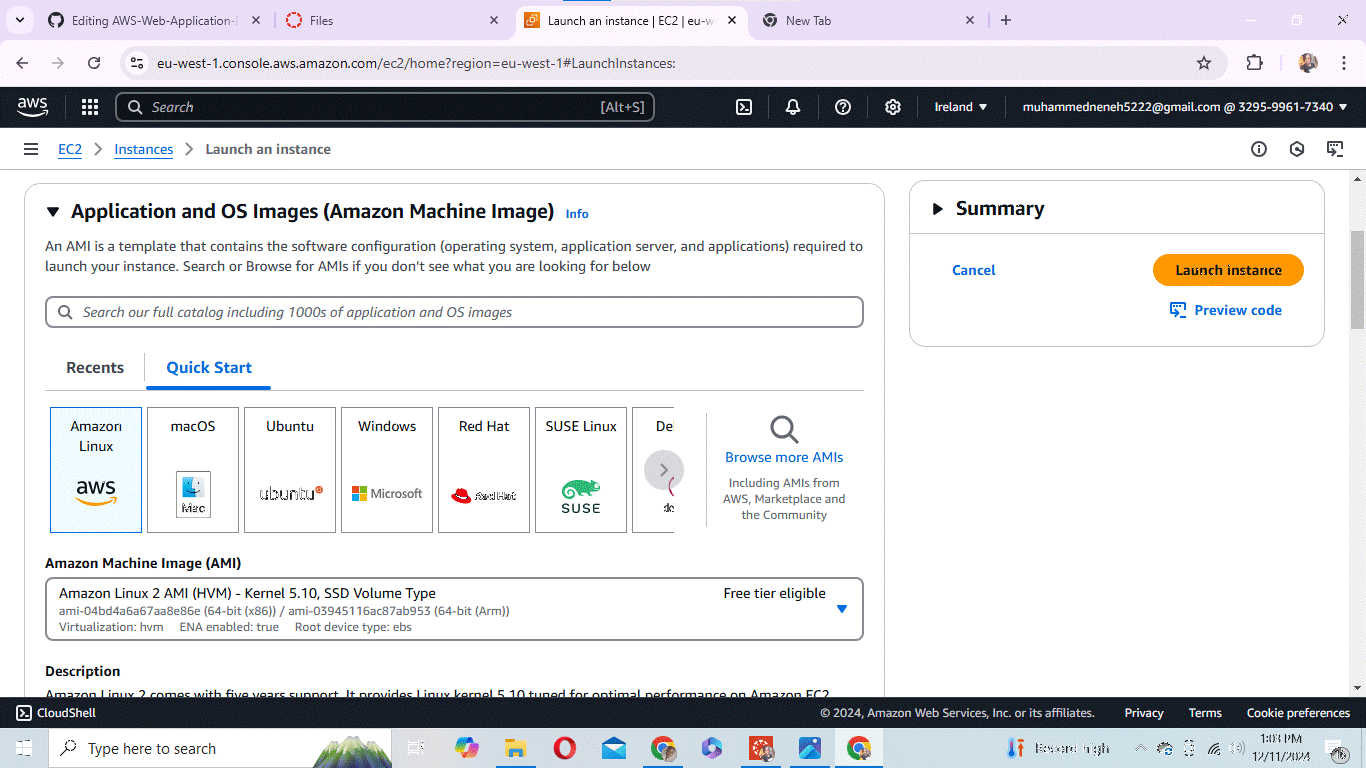 Editing AWS-Web-Application-
Files
Launch an instance | EC2 | eu-w
New Tab
eu-west-1.console.aws.amazon.com/ec2/home?region=eu-west-1#LaunchInstances:
aws
Search
[Alt+S]
Ireland
muhammedneneh5222@gmail.com @ 3295-9961-7340
EC2
Instances
Launch an instance
Application and OS Images (Amazon Machine Image) Info
An AMI is a template that contains the software configuration (operating system, application server, and applications) required to
launch your instance. Search or Browse for AMIs if you don’t see what you are looking for below
Search our full catalog including 1000s of application and OS images
Recents
Quick Start
Amazon
Linux
aws
macOS
Mac
Ubuntu
ubuntu
Windows
Microsoft
Red Hat
Red Hat
SUSE Linux
SUSE
Browse more AMIs
Including AMIs from
AWS, Marketplace and
the Community
Amazon Machine Image (AMI)
Amazon Linux 2 AMI (HVM) - Kernel 5.10, SSD Volume Type
Free tier eligible
ami-04bd4a6a67aa8e86e (64-bit (x86)) / ami-03945116ac87ab953 (64-bit (Arm))
Virtualization: hvm ENA enabled: true Root device type: ebs
Description
Amazon Linux 2 comes with five years support. It provides Linux kernel 5.10 tuned for optimal performance on Amazon EC2
Summary
Cancel
Launch instance
Preview code
CloudShell
© 2024, Amazon Web Services, Inc. or its affiliates.
Privacy
Terms
Cookie preferences
Type here to search
Record high
1:03 PM
12/11/2024